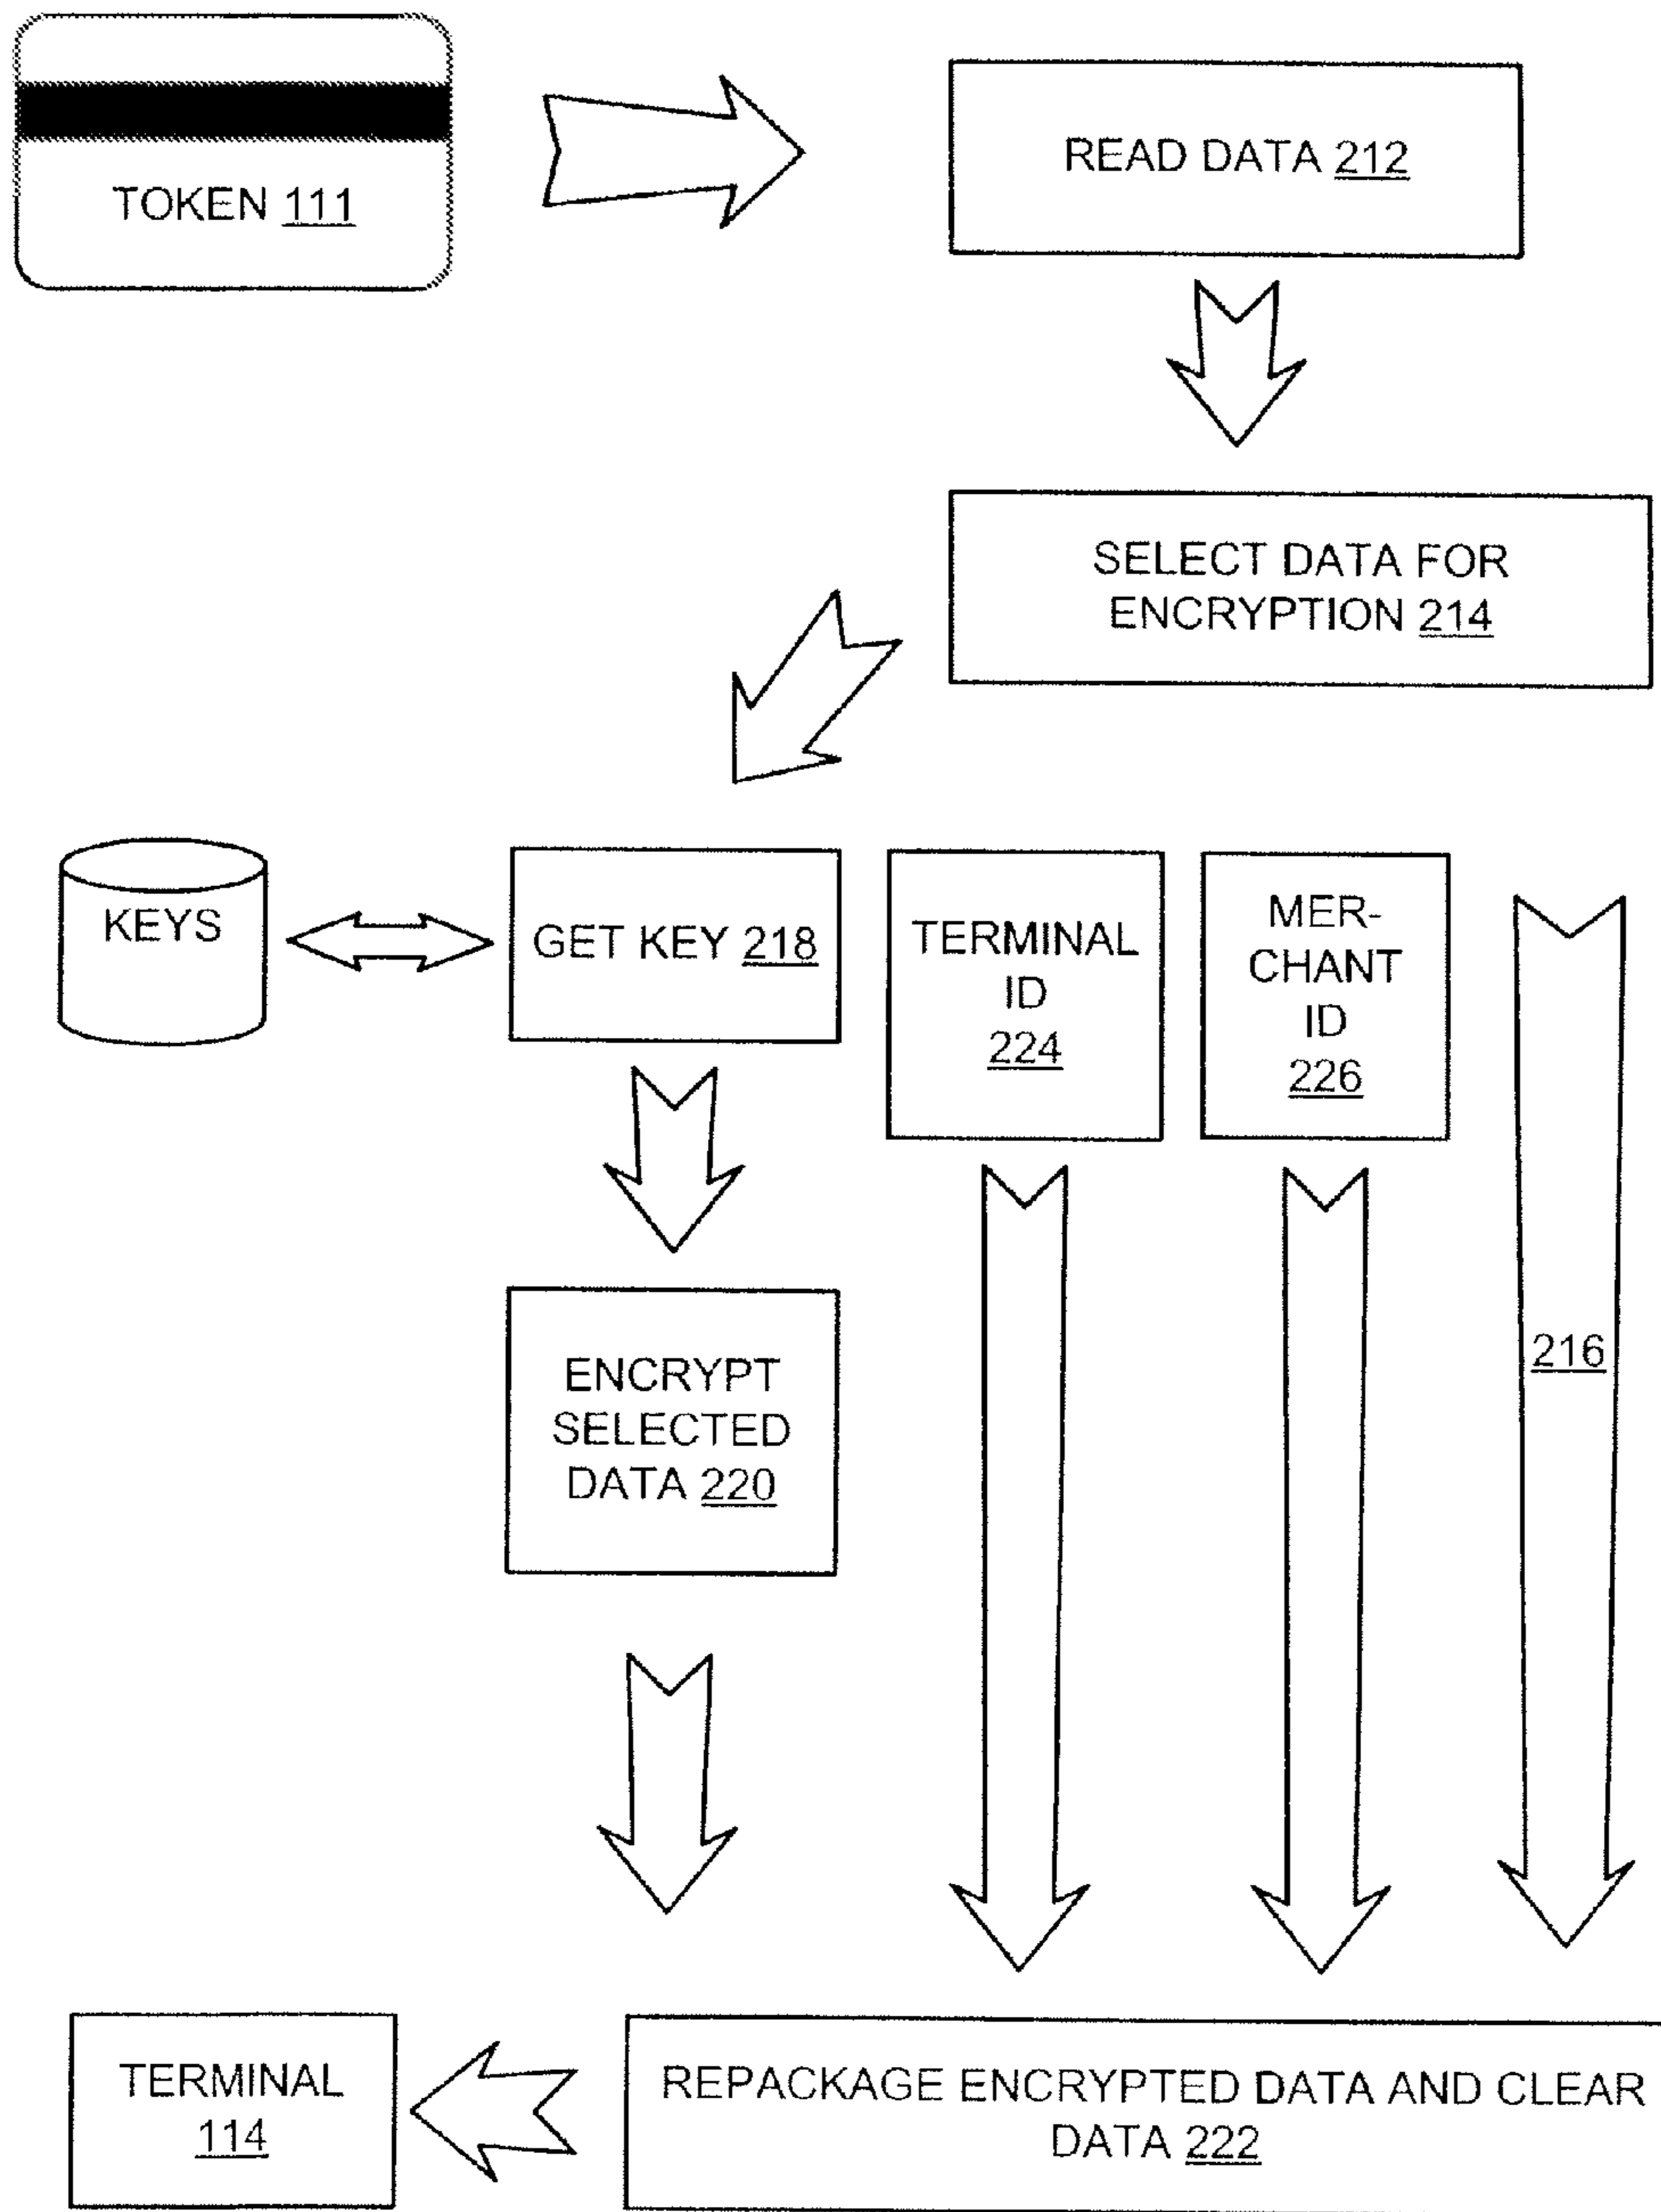 TOKEN 111
READ DATA 212
SELECT DATA FOR
ENCRYPTION 214
KEYS
GET KEY 218
TERMINAL
ID
224
MER-
CHANT
ID
226
216
ENCRYPT
SELECTED
DATA 220
TERMINAL
114
REPACKAGE ENCRYPTED DATA AND CLEAR
DATA 222